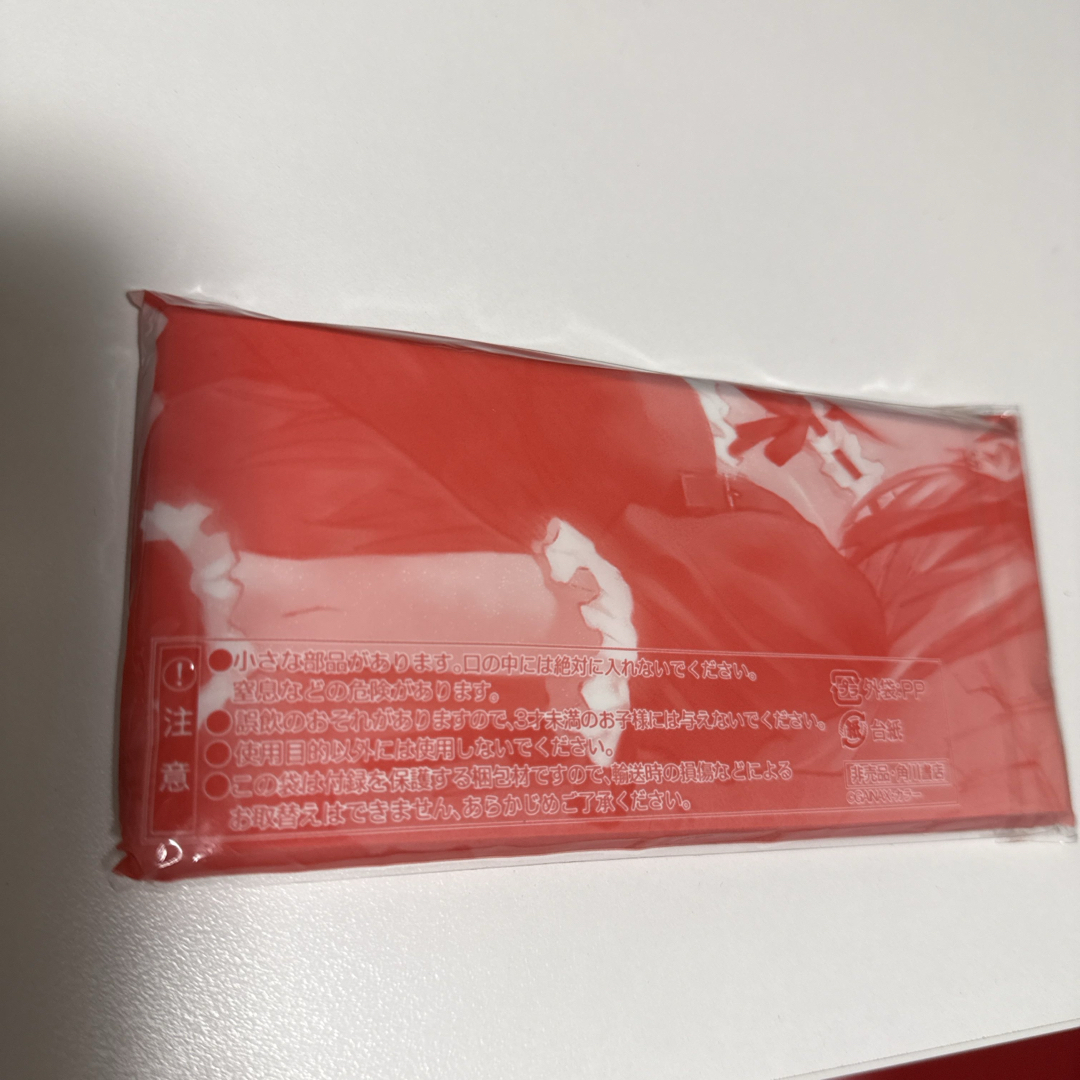 !
注意
●小さな部品があります。口の中には絶対に入れないでください。
窒息などの危険があります。
●誤飲のおそれがありますので、3才未満のお子様には与えないでください。
●使用目的以外には使用しないでください。
●この袋は付録を保護する梱包材ですので、輸送時の損傷などによる
お取替えはできません、あらかじめご了承ください。
プラ 外袋:PP
紙 台紙
非売品・角川書店